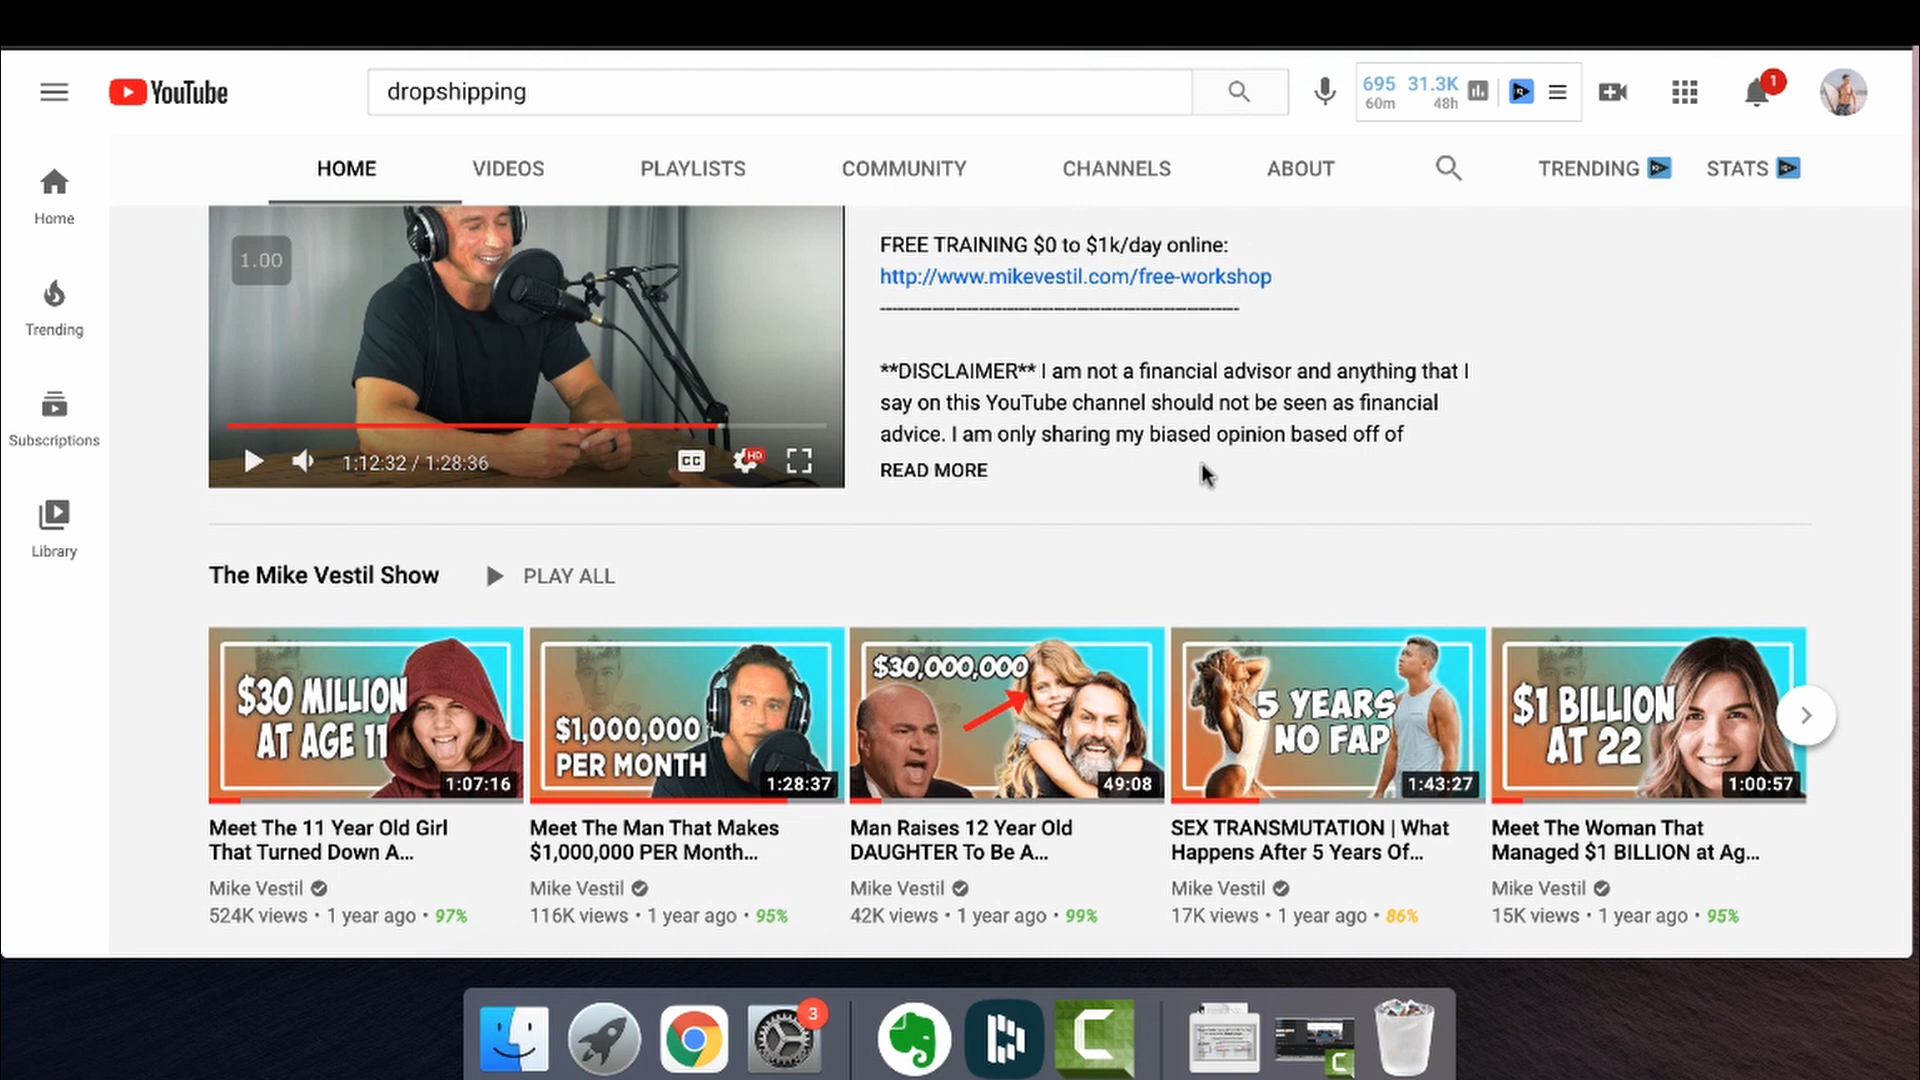 YouTube
dropshipping
695 31.3K
60m 48h
1
HOME VIDEOS PLAYLISTS COMMUNITY CHANNELS ABOUT TRENDING STATS
Home
Trending
Subscriptions
Library
1.00
1:12:32 / 1:28:36
CC
HD
FREE TRAINING $0 to $1k/day online:
http://www.mikevestil.com/free-workshop
------------------------------------------------------------
**DISCLAIMER** I am not a financial advisor and anything that I
say on this YouTube channel should not be seen as financial
advice. I am only sharing my biased opinion based off of
READ MORE
The Mike Vestil Show PLAY ALL
$30 MILLION
AT AGE 11
1:07:16
$1,000,000
PER MONTH
1:28:37
$30,000,000
49:08
5 YEARS
NO FAP
1:43:27
$1 BILLION
AT 22
1:00:57
Meet The 11 Year Old Girl
That Turned Down A...
Mike Vestil
524K views • 1 year ago • 97%
Meet The Man That Makes
$1,000,000 PER Month...
Mike Vestil
116K views • 1 year ago • 95%
Man Raises 12 Year Old
DAUGHTER To Be A...
Mike Vestil
42K views • 1 year ago • 99%
SEX TRANSMUTATION | What
Happens After 5 Years Of...
Mike Vestil
17K views • 1 year ago • 86%
Meet The Woman That
Managed $1 BILLION at Ag...
Mike Vestil
15K views • 1 year ago • 95%
3